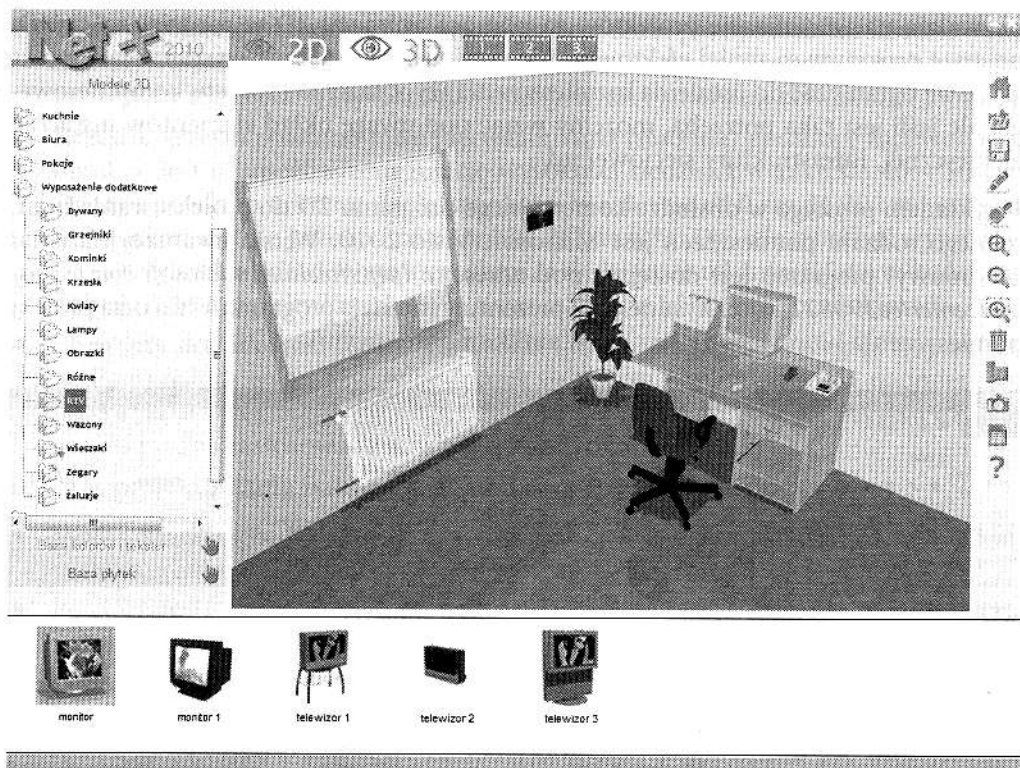 2010
2D
3D
1
2
3
Modele 3D
Kuchnie
Biura
Pokoje
Wyposażenie dodatkowe
Dywany
Grzejniki
Kominki
Krzesła
Kwiaty
Lampy
Obrazki
Różne
RTV
Wazony
Wieszaki
Zegary
Żaluzje
Baza kolorów i tekstur
Baza płytek
monitor
monitor 1
telewizor 1
telewizor 2
telewizor 3